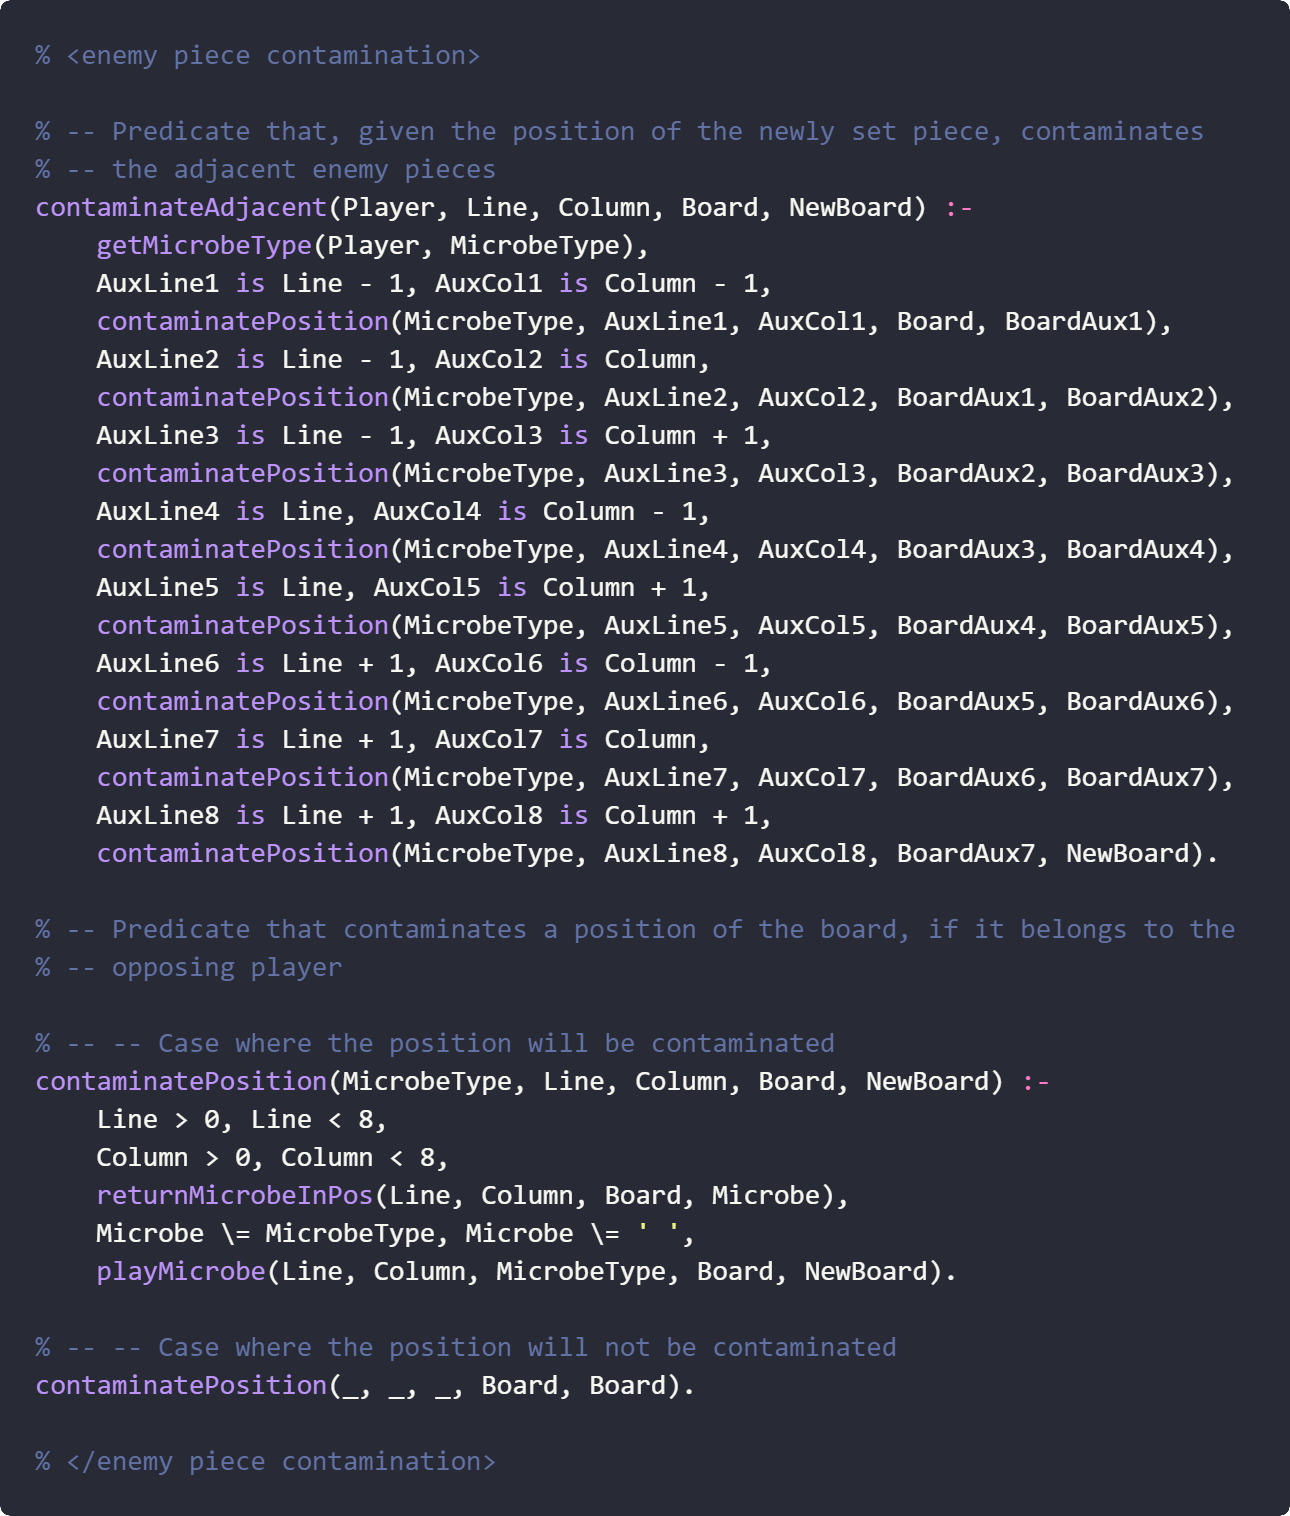 % <enemy piece contamination>

% -- Predicate that, given the position of the newly set piece, contaminates
% -- the adjacent enemy pieces
contaminateAdjacent(Player, Line, Column, Board, NewBoard) :-
    getMicrobeType(Player, MicrobeType),
    AuxLine1 is Line - 1, AuxCol1 is Column - 1,
    contaminatePosition(MicrobeType, AuxLine1, AuxCol1, Board, BoardAux1),
    AuxLine2 is Line - 1, AuxCol2 is Column,
    contaminatePosition(MicrobeType, AuxLine2, AuxCol2, BoardAux1, BoardAux2),
    AuxLine3 is Line - 1, AuxCol3 is Column + 1,
    contaminatePosition(MicrobeType, AuxLine3, AuxCol3, BoardAux2, BoardAux3),
    AuxLine4 is Line, AuxCol4 is Column - 1,
    contaminatePosition(MicrobeType, AuxLine4, AuxCol4, BoardAux3, BoardAux4),
    AuxLine5 is Line, AuxCol5 is Column + 1,
    contaminatePosition(MicrobeType, AuxLine5, AuxCol5, BoardAux4, BoardAux5),
    AuxLine6 is Line + 1, AuxCol6 is Column - 1,
    contaminatePosition(MicrobeType, AuxLine6, AuxCol6, BoardAux5, BoardAux6),
    AuxLine7 is Line + 1, AuxCol7 is Column,
    contaminatePosition(MicrobeType, AuxLine7, AuxCol7, BoardAux6, BoardAux7),
    AuxLine8 is Line + 1, AuxCol8 is Column + 1,
    contaminatePosition(MicrobeType, AuxLine8, AuxCol8, BoardAux7, NewBoard).

% -- Predicate that contaminates a position of the board, if it belongs to the
% -- opposing player

% -- -- Case where the position will be contaminated
contaminatePosition(MicrobeType, Line, Column, Board, NewBoard) :-
    Line > 0, Line < 8,
    Column > 0, Column < 8,
    returnMicrobeInPos(Line, Column, Board, Microbe),
    Microbe \= MicrobeType, Microbe \= ' ',
    playMicrobe(Line, Column, MicrobeType, Board, NewBoard).

% -- -- Case where the position will not be contaminated
contaminatePosition(_, _, _, Board, Board).

% </enemy piece contamination>